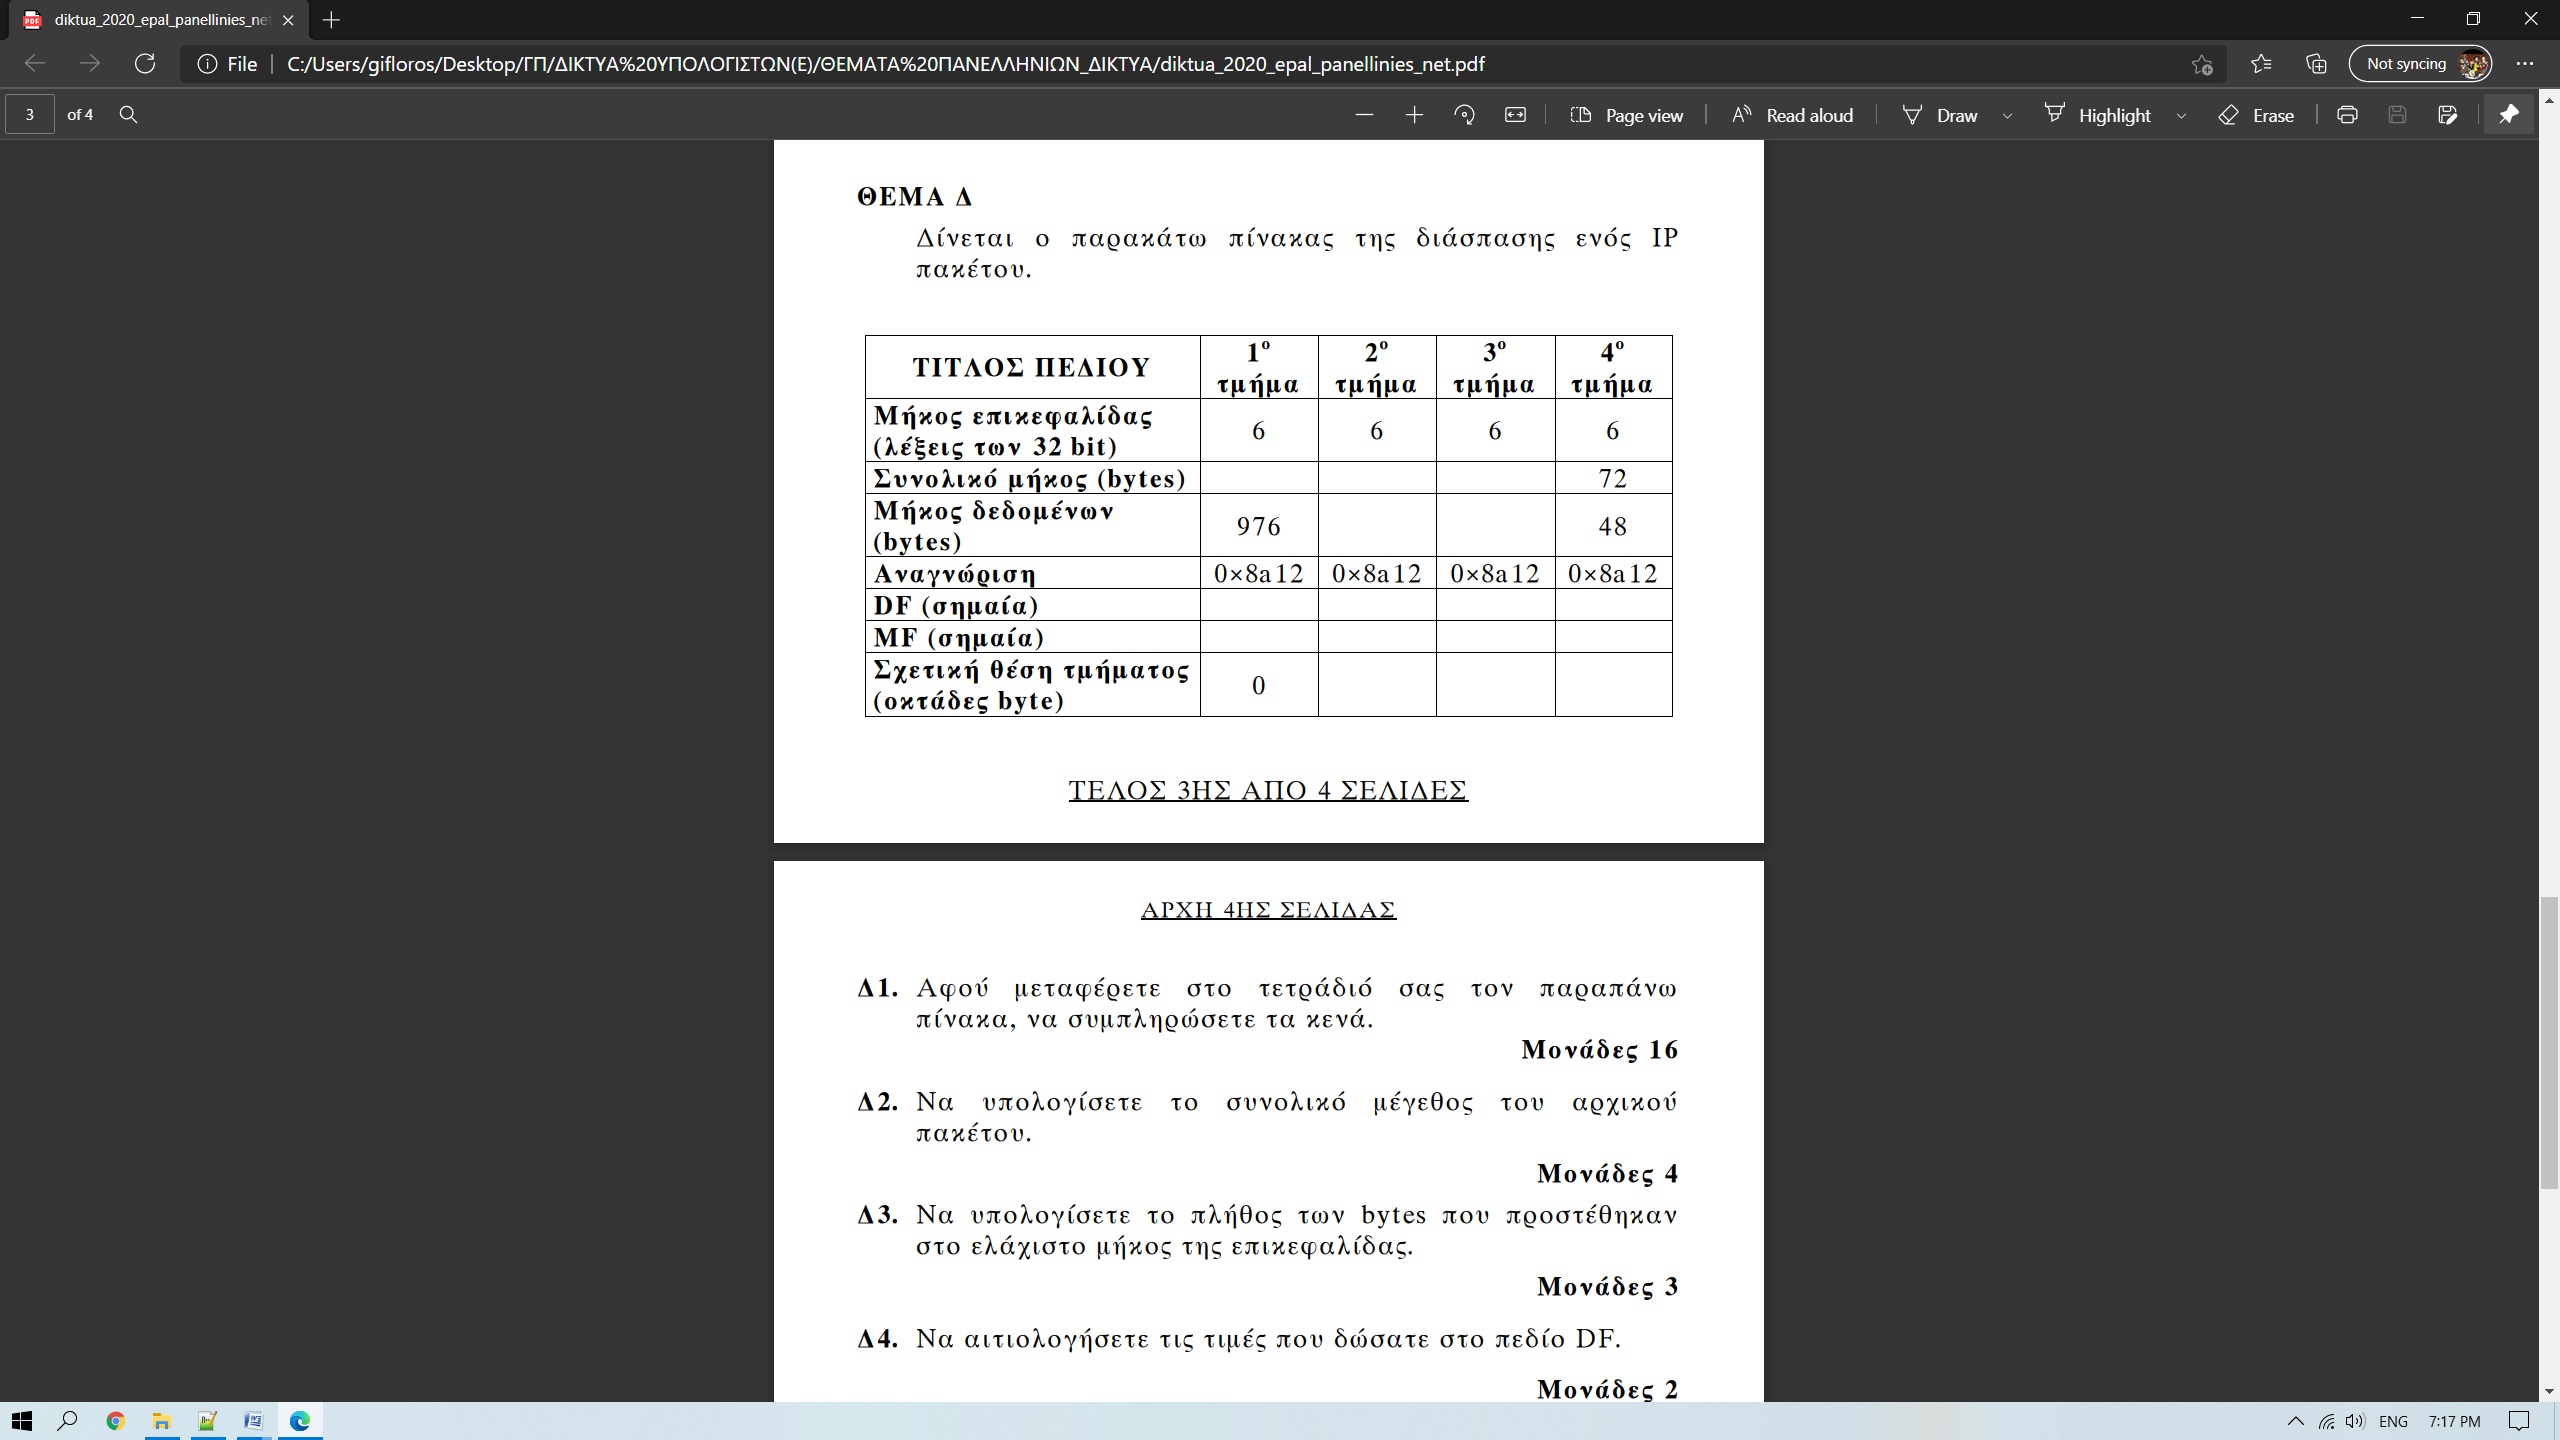 diktua_2020_epal_panellinies_net
File
C:/Users/gifloros/Desktop/ΓΠ/ΔΙΚΤΥΑ%20ΥΠΟΛΟΓΙΣΤΩΝ(Ε)/ΘΕΜΑΤΑ%20ΠΑΝΕΛΛΗΝΙΩΝ_ΔΙΚΤΥΑ/diktua_2020_epal_panellinies_net.pdf
Not syncing
3 of 4
Page view
Read aloud
Draw
Highlight
Erase
ΘΕΜΑ Δ
Δίνεται ο παρακάτω πίνακας της διάσπασης ενός IP
πακέτου.
ΤΙΤΛΟΣ ΠΕΔΙΟΥ 1ο τμήμα 2ο τμήμα 3ο τμήμα 4ο τμήμα
Μήκος επικεφαλίδας
(λέξεις των 32 bit) 6 6 6 6
Συνολικό μήκος (bytes) 72
Μήκος δεδομένων
(bytes) 976 48
Αναγνώριση 0×8a12 0×8a12 0×8a12 0×8a12
DF (σημαία)
MF (σημαία)
Σχετική θέση τμήματος
(οκτάδες byte) 0
ΤΕΛΟΣ 3ΗΣ ΑΠΟ 4 ΣΕΛΙΔΕΣ
ΑΡΧΗ 4ΗΣ ΣΕΛΙΔΑΣ
Δ1. Αφού μεταφέρετε στο τετράδιό σας τον παραπάνω
πίνακα, να συμπληρώσετε τα κενά.
Μονάδες 16
Δ2. Να υπολογίσετε το συνολικό μέγεθος του αρχικού
πακέτου.
Μονάδες 4
Δ3. Να υπολογίσετε το πλήθος των bytes που προστέθηκαν
στο ελάχιστο μήκος της επικεφαλίδας.
Μονάδες 3
Δ4. Να αιτιολογήσετε τις τιμές που δώσατε στο πεδίο DF.
Μονάδες 2
ENG
7:17 PM